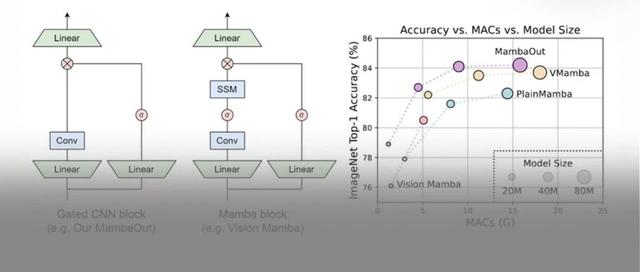 Linear
σ
Conv
Linear
Linear
Gated CNN block
(e.g. Our MambaOut)
Linear
SSM
σ
σ
Conv
Linear
Linear
Mamba block
(e.g. Vision Mamba)
Accuracy vs. MACs vs. Model Size
ImageNet Top-1 Accuracy (%)
86
84
82
80
78
76
MambaOut
VMamba
PlainMamba
Vision Mamba
Model Size
20M 40M 80M
0 5 10 15 20 25
MACs (G)